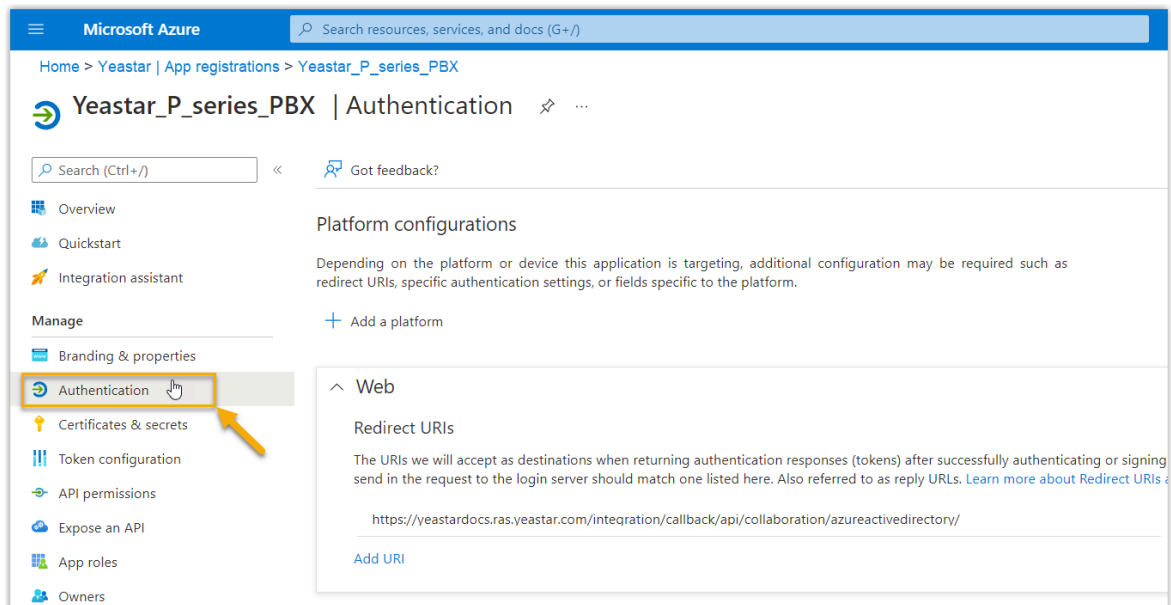 Microsoft Azure
Search resources, services, and docs (G+/)
Home > Yeastar | App registrations > Yeastar_P_series_PBX
Yeastar_P_series_PBX | Authentication
Search (Ctrl+/)
Got feedback?
Overview
Quickstart
Integration assistant
Manage
Branding & properties
Authentication
Certificates & secrets
Token configuration
API permissions
Expose an API
App roles
Owners
Platform configurations
Depending on the platform or device this application is targeting, additional configuration may be required such as
redirect URIs, specific authentication settings, or fields specific to the platform.
Add a platform
Web
Redirect URIs
The URIs we will accept as destinations when returning authentication responses (tokens) after successfully authenticating or signing
send in the request to the login server should match one listed here. Also referred to as reply URLs. Learn more about Redirect URIs a
https://yeastardocs.ras.yeastar.com/integration/callback/api/collaboration/azureactivedirectory/
Add URI